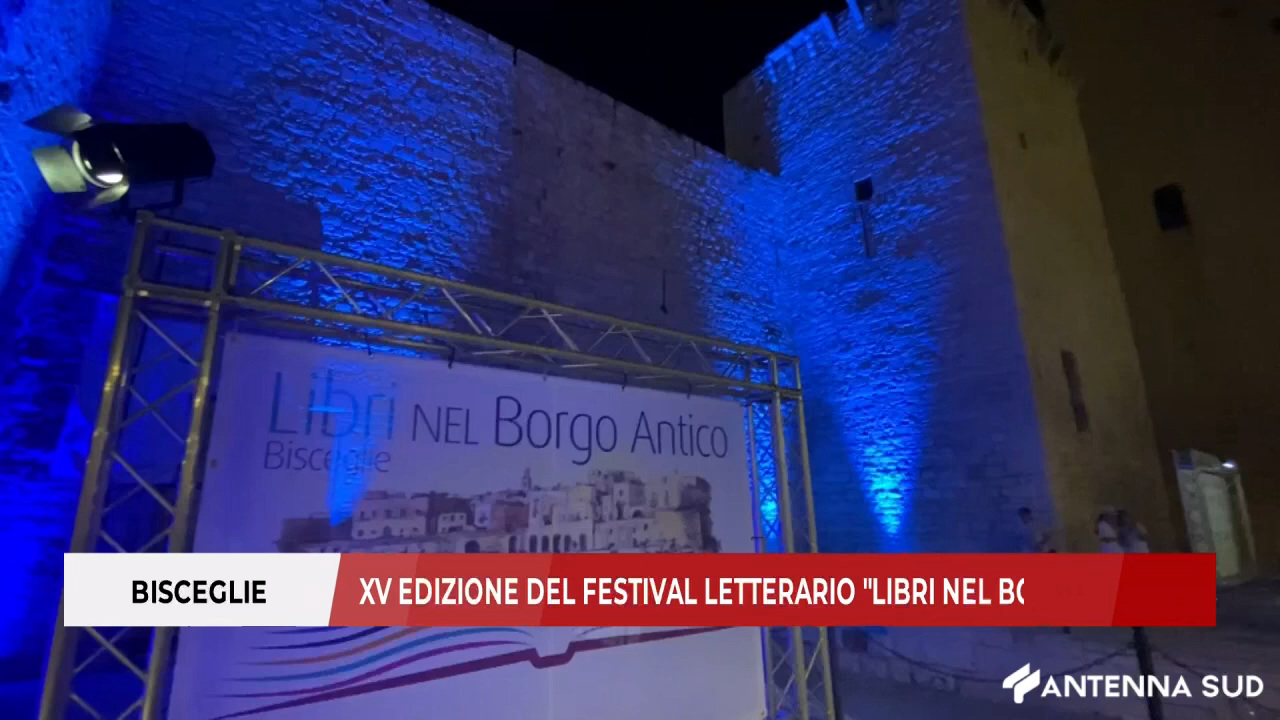 Libri NEL Borgo Antico
Bisceglie
BISCEGLIE
XV EDIZIONE DEL FESTIVAL LETTERARIO "LIBRI NEL BO
ANTENNA SUD